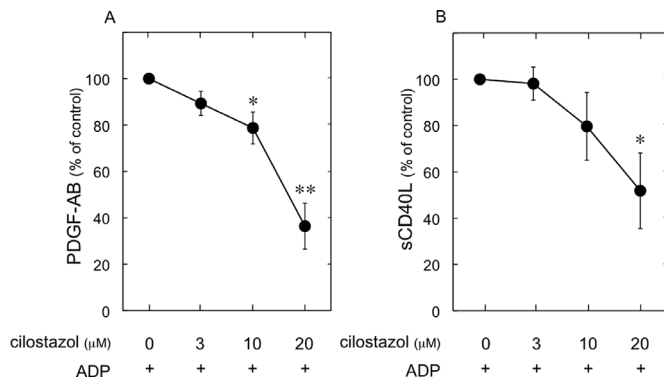 A
PDGF-AB (% of control)
100
80
60
40
20
0
*
**
cilostazol (μM) 0 3 10 20
ADP + + + +
B
sCD40L (% of control)
100
80
60
40
20
0
*
cilostazol (μM) 0 3 10 20
ADP + + + +